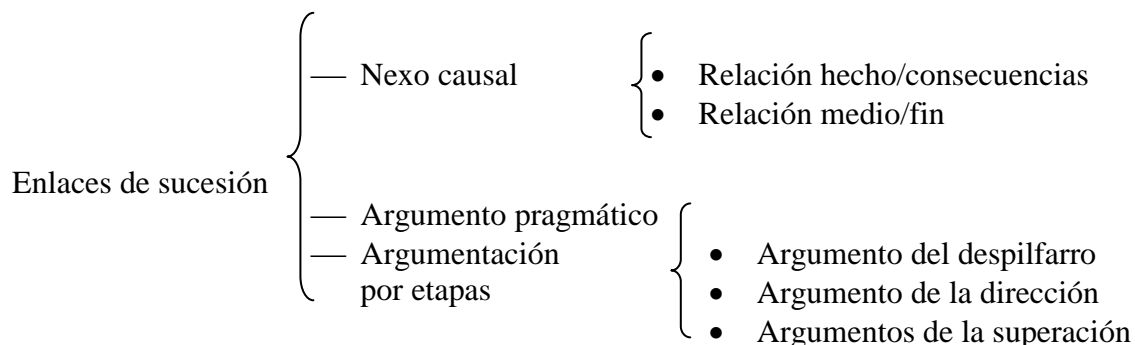 — Nexo causal
• Relación hecho/consecuencias
• Relación medio/fin
Enlaces de sucesión
— Argumento pragmático
— Argumentación
por etapas
• Argumento del despilfarro
• Argumento de la dirección
• Argumentos de la superación